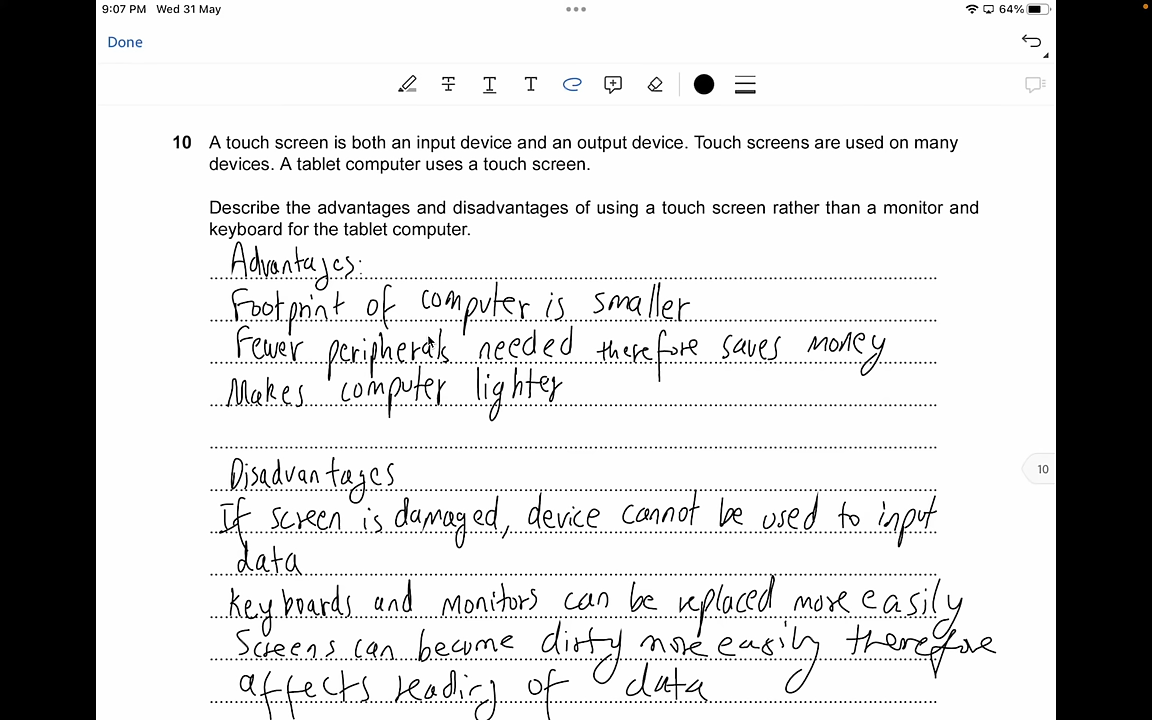 9:07 PM Wed 31 May
64%
Done
T T T
10 A touch screen is both an input device and an output device. Touch screens are used on many
devices. A tablet computer uses a touch screen.
Describe the advantages and disadvantages of using a touch screen rather than a monitor and
keyboard for the tablet computer.
Advantages:
Footprint of computer is smaller
Fewer peripherals needed therefore saves money
Makes computer lighter
Disadvantages
If screen is damaged, device cannot be used to input
data
10
Keyboards and monitors can be replaced more easily
Screens can become dirty more easily therefore
affects reading of data